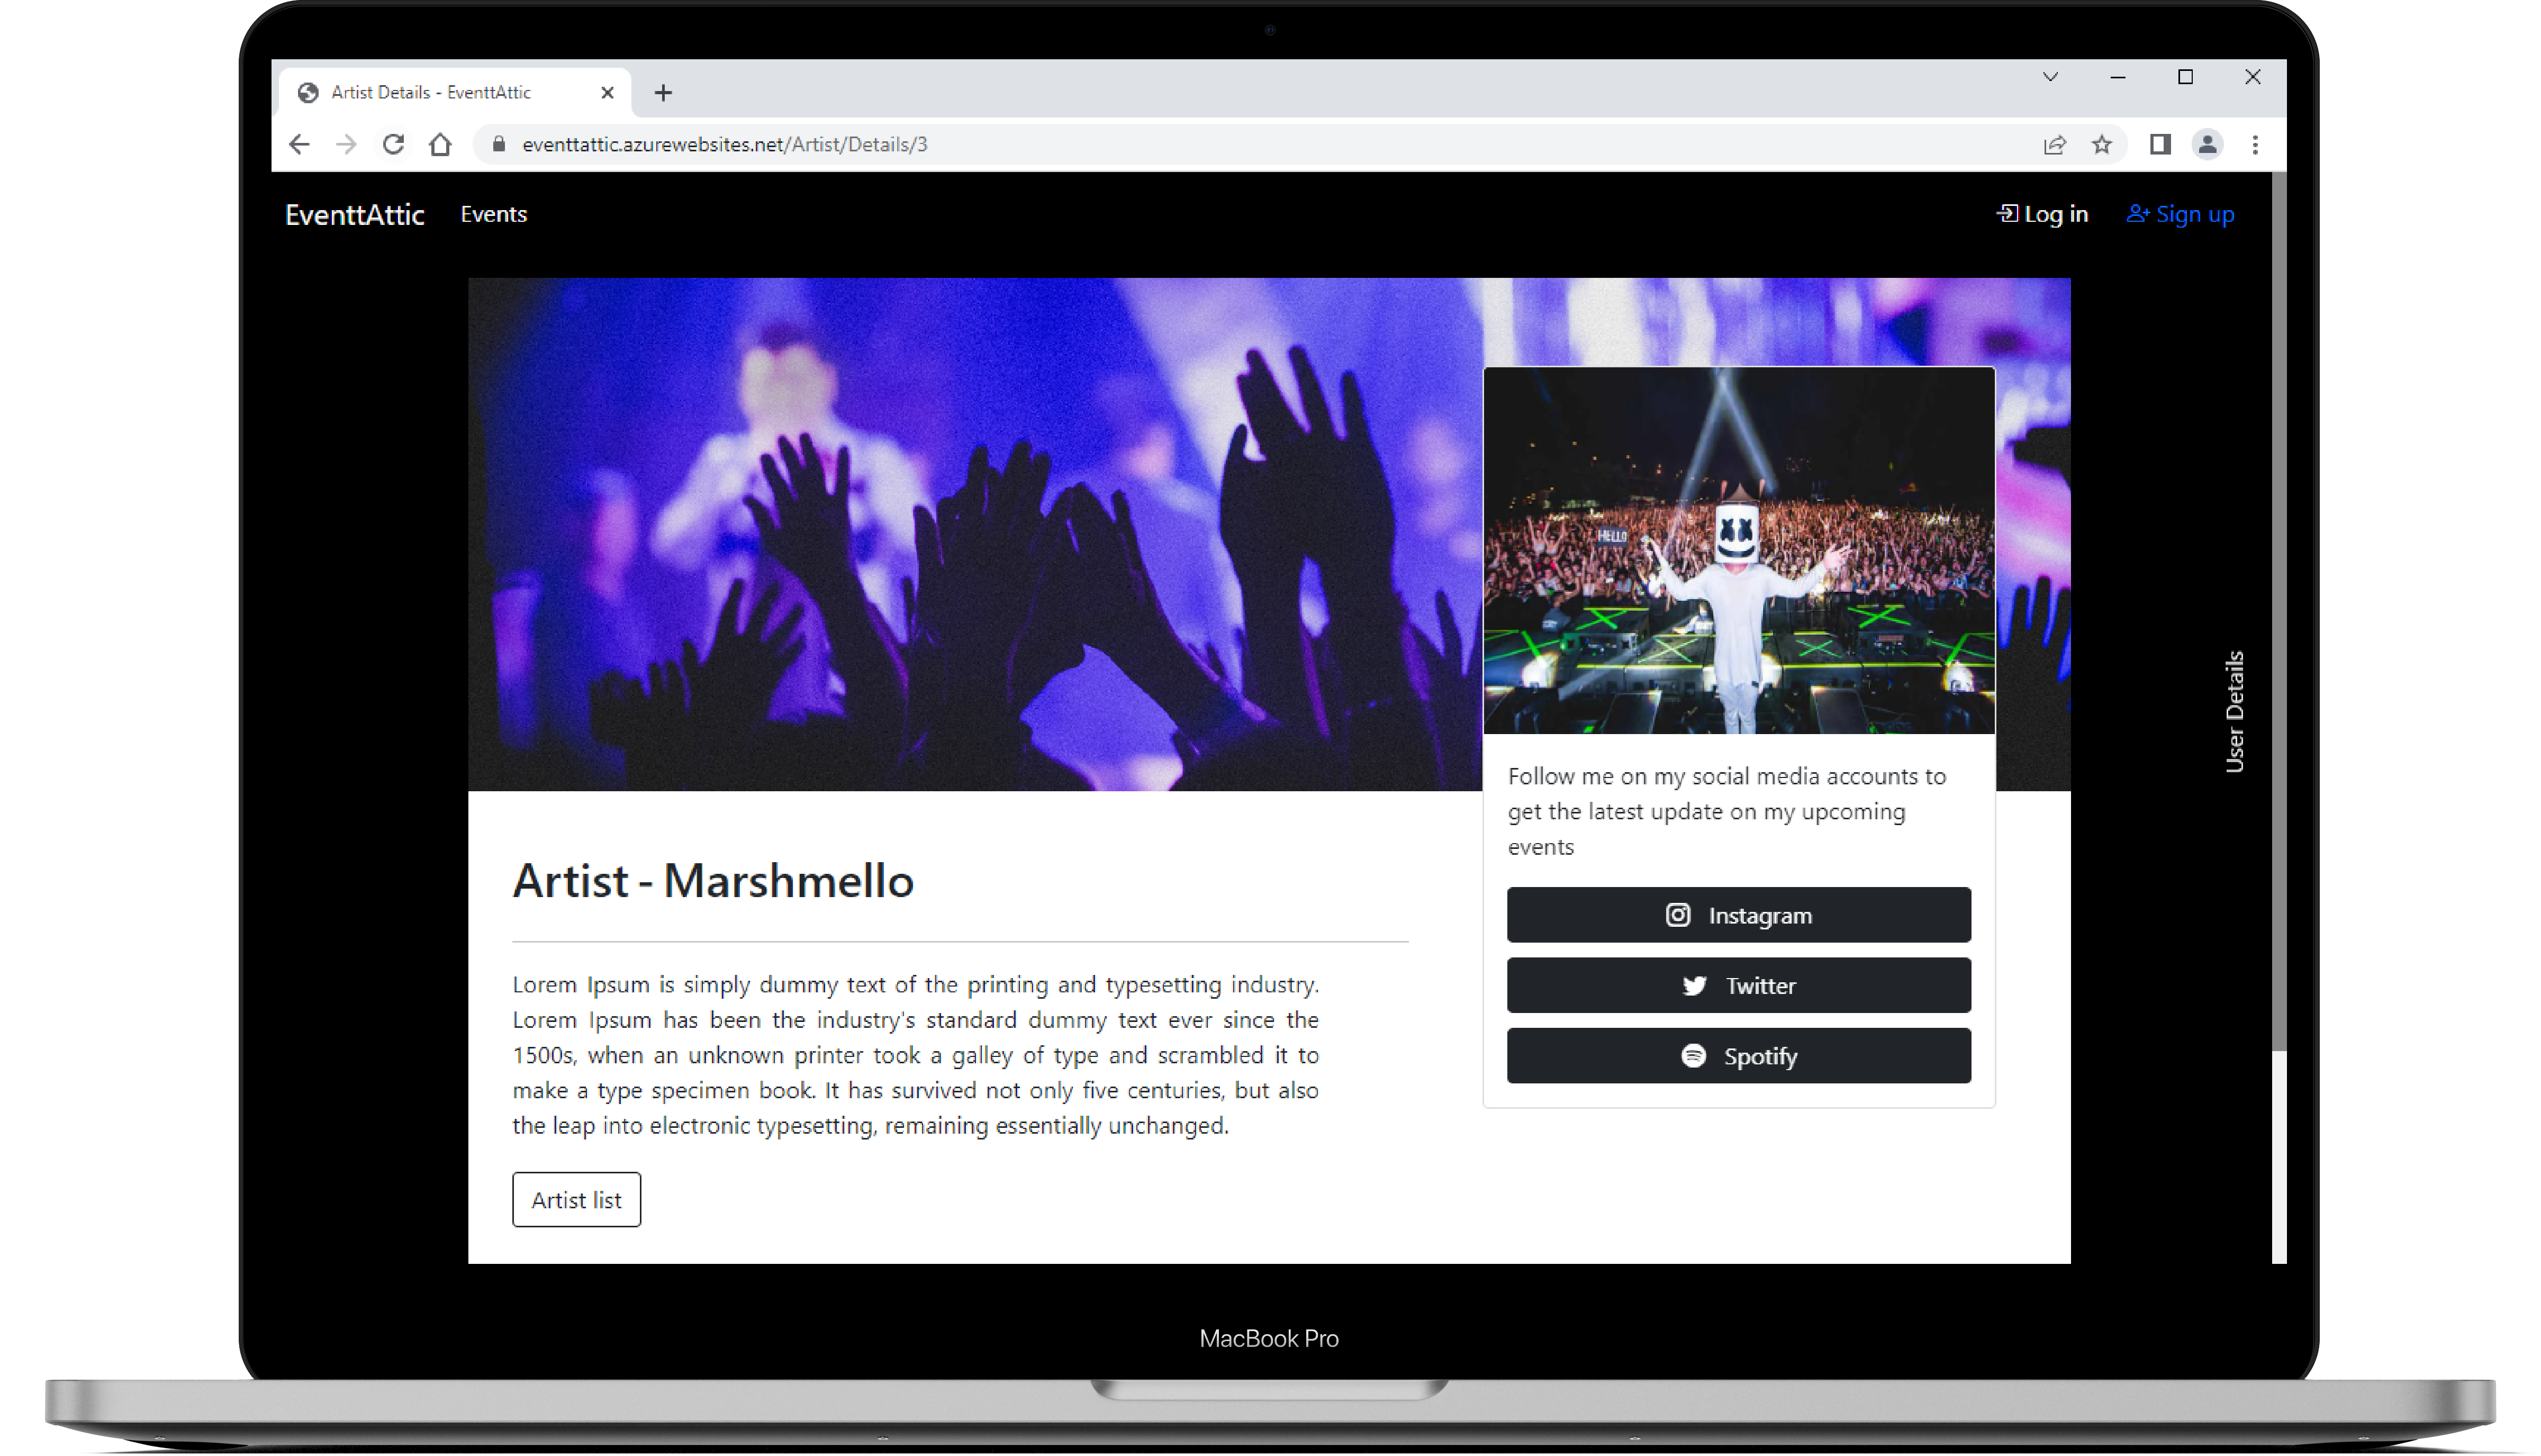 Artist Details - EventtAttic
eventtattic.azurewebsites.net/Artist/Details/3
EventtAttic Events Log in Sign up
HELLO
User Details
Follow me on my social media accounts to
get the latest update on my upcoming
events
Instagram
Twitter
Spotify
Artist - Marshmello
Lorem Ipsum is simply dummy text of the printing and typesetting industry.
Lorem Ipsum has been the industry's standard dummy text ever since the
1500s, when an unknown printer took a galley of type and scrambled it to
make a type specimen book. It has survived not only five centuries, but also
the leap into electronic typesetting, remaining essentially unchanged.
Artist list
MacBook Pro